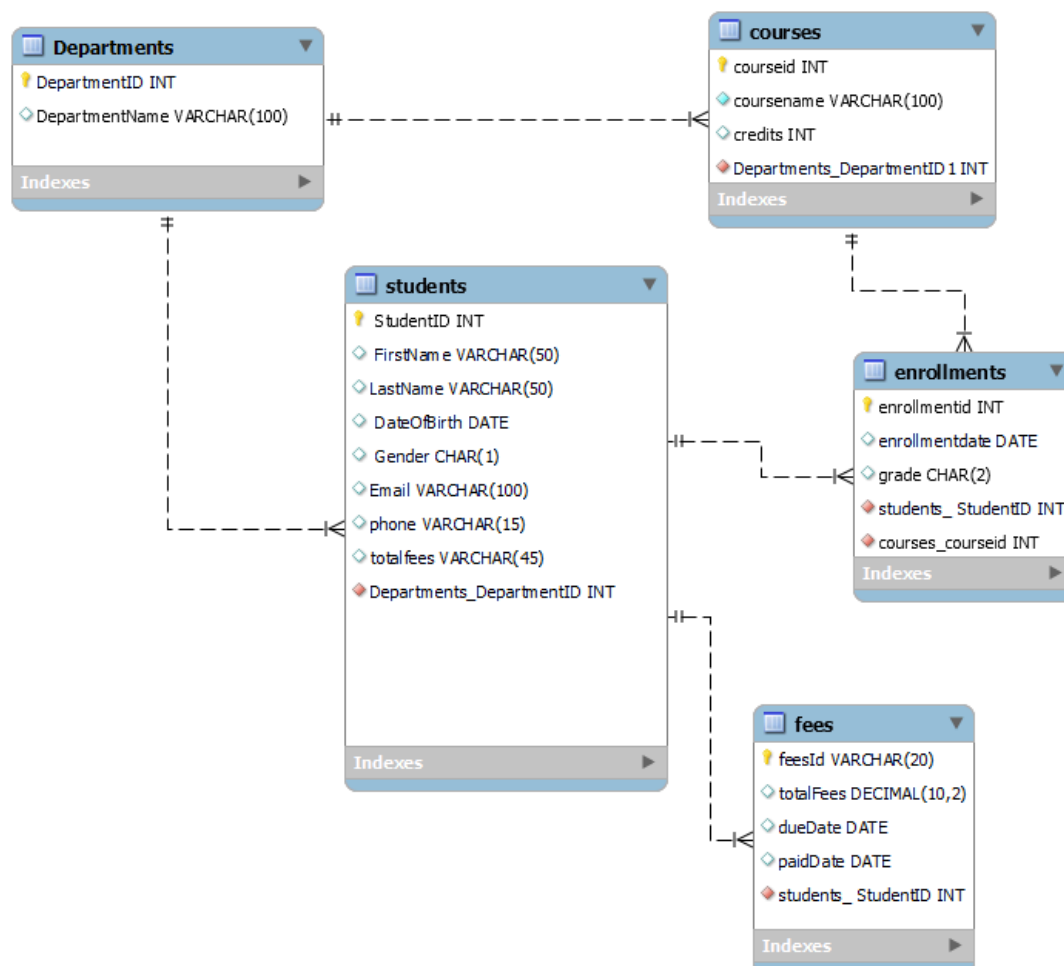 Departments
DepartmentID INT
DepartmentName VARCHAR(100)
Indexes
courses
courseid INT
coursename VARCHAR(100)
credits INT
Departments_DepartmentID1 INT
Indexes
students
StudentID INT
FirstName VARCHAR(50)
LastName VARCHAR(50)
DateOfBirth DATE
Gender CHAR(1)
Email VARCHAR(100)
phone VARCHAR(15)
totalfees VARCHAR(45)
Departments_DepartmentID INT
Indexes
enrollments
enrollmentid INT
enrollmentdate DATE
grade CHAR(2)
students_ StudentID INT
courses_courseid INT
Indexes
fees
feesId VARCHAR(20)
totalFees DECIMAL(10,2)
dueDate DATE
paidDate DATE
students_ StudentID INT
Indexes